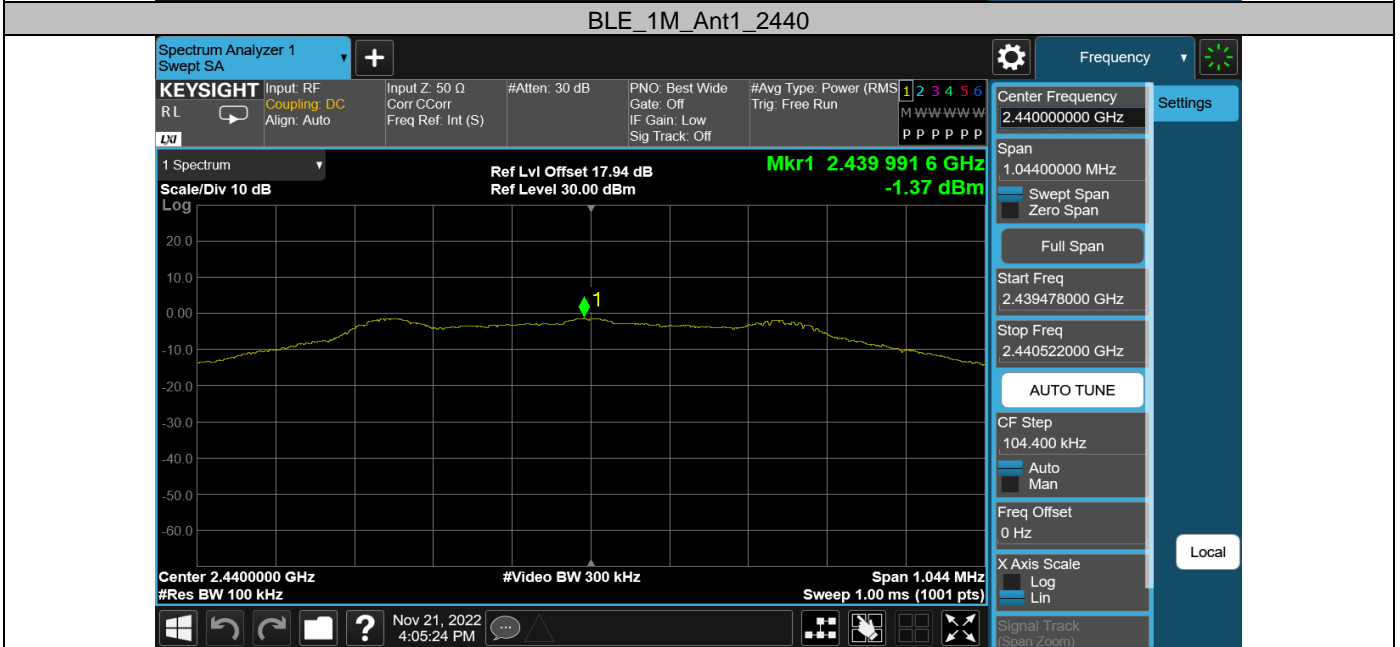 BLE_1M_Ant1_2440
Spectrum Analyzer 1
Swept SA
Frequency
KEYSIGHT
RL
LXI
Input: RF
Coupling: DC
Align: Auto
Input Z: 50 Ω
Corr CCorr
Freq Ref: Int (S)
#Atten: 30 dB
PNO: Best Wide
Gate: Off
IF Gain: Low
Sig Track: Off
#Avg Type: Power (RMS
Trig: Free Run
1 2 3 4 5 6
M W W W W W
P P P P P P
1 Spectrum
Scale/Div 10 dB
Log
Ref Lvl Offset 17.94 dB
Ref Level 30.00 dBm
Mkr1 2.439 991 6 GHz
-1.37 dBm
20.0
10.0
0.00
-10.0
-20.0
-30.0
-40.0
-50.0
-60.0
1
Center 2.4400000 GHz
#Video BW 300 kHz
Span 1.044 MHz
#Res BW 100 kHz
Sweep 1.00 ms (1001 pts)
Nov 21, 2022
4:05:24 PM
Center Frequency
2.440000000 GHz
Settings
Span
1.04400000 MHz
Swept Span
Zero Span
Full Span
Start Freq
2.439478000 GHz
Stop Freq
2.440522000 GHz
AUTO TUNE
CF Step
104.400 kHz
Auto
Man
Freq Offset
0 Hz
Local
X Axis Scale
Log
Lin
Signal Track
(Span Zoom)